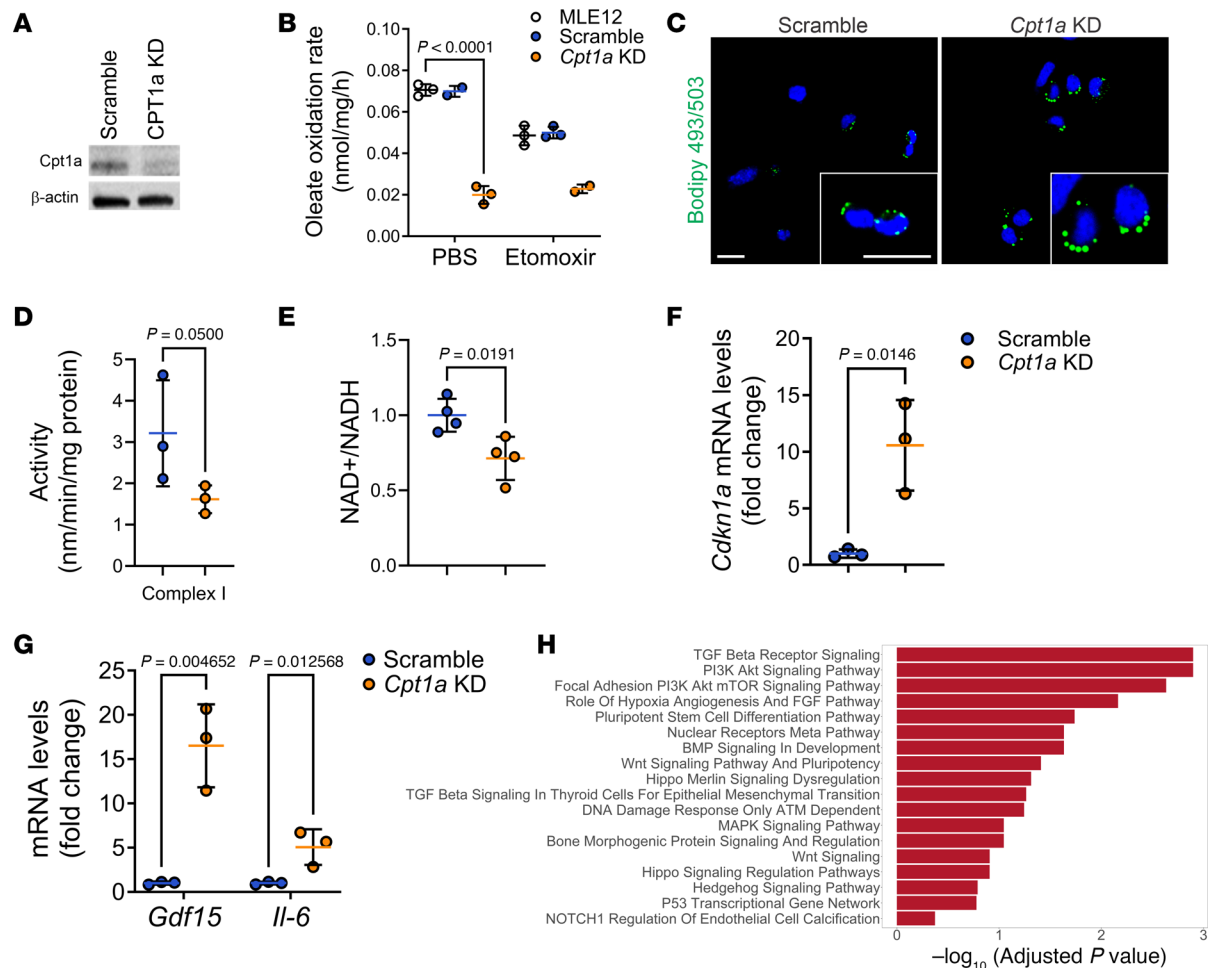 A
Scramble
CPT1a KD
Cpt1a
β-actin
B
MLE12
Scramble
Cpt1a KD
P < 0.0001
Oleate oxidation rate
(nmol/mg/h)
0.10
0.08
0.06
0.04
0.02
0.00
PBS
Etomoxir
C
Scramble
Cpt1a KD
Bodipy 493/503
D
P = 0.0500
Activity
(nm/min/mg protein)
5
4
3
2
1
0
Complex I
E
P = 0.0191
NAD+/NADH
1.5
1.0
0.5
0.0
F
P = 0.0146
Cdkn1a mRNA levels
(fold change)
20
15
10
5
0
Scramble
Cpt1a KD
G
P = 0.004652
P = 0.012568
Scramble
Cpt1a KD
mRNA levels
(fold change)
25
20
15
10
5
0
Gdf15
Il-6
H
TGF Beta Receptor Signaling
PI3K Akt Signaling Pathway
Focal Adhesion PI3K Akt mTOR Signaling Pathway
Role Of Hypoxia Angiogenesis And FGF Pathway
Pluripotent Stem Cell Differentiation Pathway
Nuclear Receptors Meta Pathway
BMP Signaling In Development
Wnt Signaling Pathway And Pluripotency
Hippo Merlin Signaling Dysregulation
TGF Beta Signaling In Thyroid Cells For Epithelial Mesenchymal Transition
DNA Damage Response Only ATM Dependent
MAPK Signaling Pathway
Bone Morphogenic Protein Signaling And Regulation
Wnt Signaling
Hippo Signaling Regulation Pathways
Hedgehog Signaling Pathway
P53 Transcriptional Gene Network
NOTCH1 Regulation Of Endothelial Cell Calcification
0
1
2
3
–log10 (Adjusted P value)